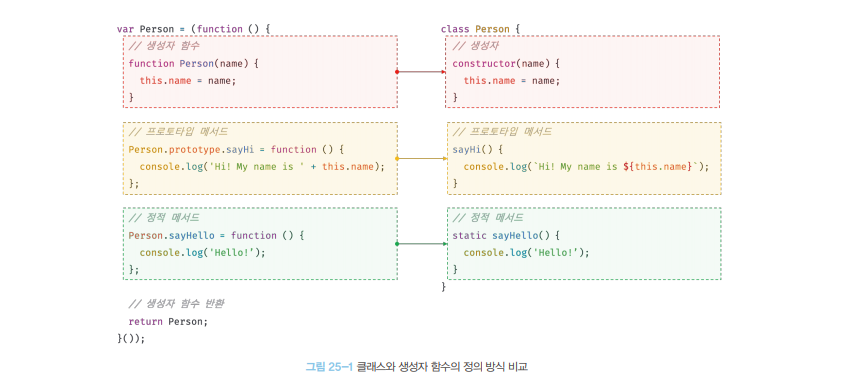 var Person = (function () {
// 생성자 함수
function Person(name) {
this.name = name;
}
// 프로토타입 메서드
Person.prototype.sayHi = function () {
console.log('Hi! My name is ' + this.name);
};
// 정적 메서드
Person.sayHello = function () {
console.log('Hello!');
};
// 생성자 함수 반환
return Person;
}());
class Person {
// 생성자
constructor(name) {
this.name = name;
}
// 프로토타입 메서드
sayHi() {
console.log(`Hi! My name is ${this.name}`);
}
// 정적 메서드
static sayHello() {
console.log('Hello!');
}
}
그림 25-1 클래스와 생성자 함수의 정의 방식 비교